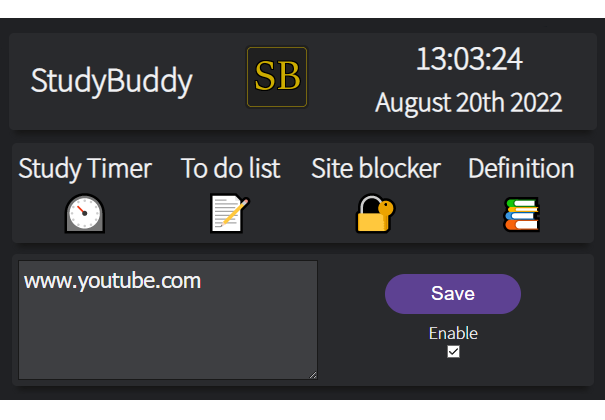 StudyBuddy
SB
13:03:24
August 20th 2022
Study Timer To do list Site blocker Definition
www.youtube.com
Save
Enable